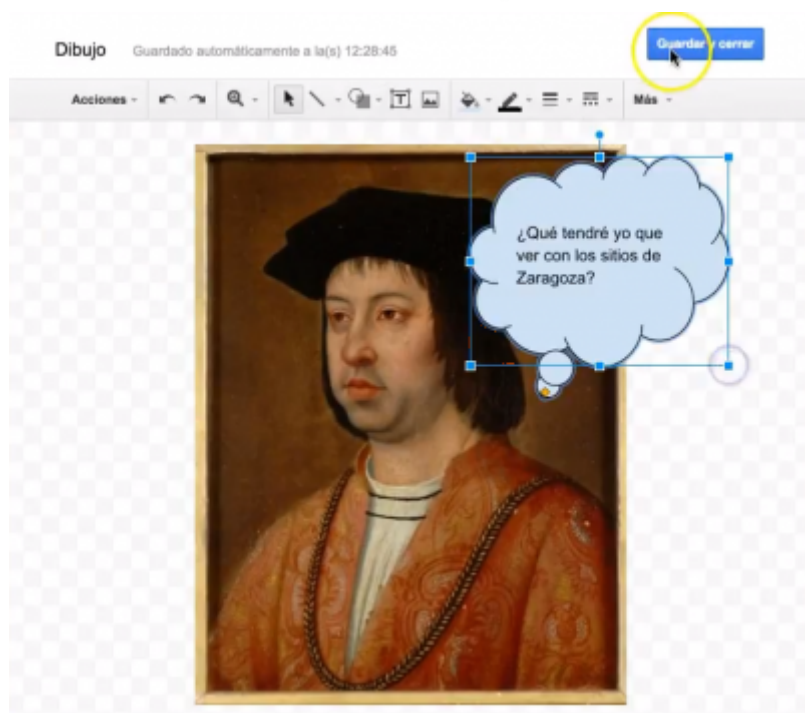 Dibujo
Guardado automáticamente a la(s) 12:28:45
Guardar y cerrar
Acciones
Más
¿Qué tendré yo que
ver con los sitios de
Zaragoza?